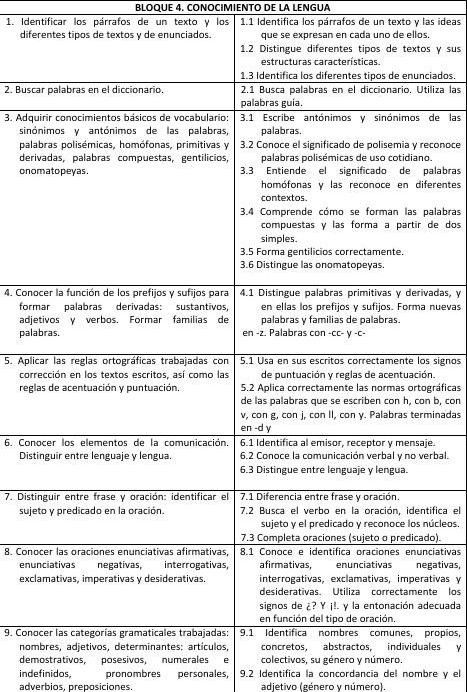 BLOQUE 4. CONOCIMIENTO DE LA LENGUA
1. Identificar los párrafos de un texto y los
diferentes tipos de textos y de enunciados.
1.1 Identifica los párrafos de un texto y las ideas
que se expresan en cada uno de ellos.
1.2 Distingue diferentes tipos de textos y sus
estructuras características.
1.3 Identifica los diferentes tipos de enunciados.
2. Buscar palabras en el diccionario.
2.1 Busca palabras en el diccionario. Utiliza las
palabras guía.
3. Adquirir conocimientos básicos de vocabulario:
sinónimos y antónimos de las palabras,
palabras polisémicas, homófonas, primitivas y
derivadas, palabras compuestas, gentilicios,
onomatopeyas.
3.1 Escribe antónimos y sinónimos de las
palabras.
3.2 Conoce el significado de polisemia y reconoce
palabras polisémicas de uso cotidiano.
3.3 Entiende el significado de palabras
homófonas y las reconoce en diferentes
contextos.
3.4 Comprende cómo se forman las palabras
compuestas y las forma a partir de dos
simples.
3.5 Forma gentilicios correctamente.
3.6 Distingue las onomatopeyas.
4. Conocer la función de los prefijos y sufijos para
formar palabras derivadas: sustantivos,
adjetivos y verbos. Formar familias de
palabras.
4.1 Distingue palabras primitivas y derivadas, y
en ellas los prefijos y sufijos. Forma nuevas
palabras y familias de palabras.
en -z. Palabras con -cc- y -c-
5. Aplicar las reglas ortográficas trabajadas con
corrección en los textos escritos, así como las
reglas de acentuación y puntuación.
5.1 Usa en sus escritos correctamente los signos
de puntuación y reglas de acentuación.
5.2 Aplica correctamente las normas ortográficas
de las palabras que se escriben con h, con b, con
v, con g, con j, con ll, con y. Palabras terminadas
en -d y
6. Conocer los elementos de la comunicación.
Distinguir entre lenguaje y lengua.
6.1 Identifica al emisor, receptor y mensaje.
6.2 Conoce la comunicación verbal y no verbal.
6.3 Distingue entre lenguaje y lengua.
7. Distinguir entre frase y oración: identificar el
sujeto y predicado en la oración.
7.1 Diferencia entre frase y oración.
7.2 Busca el verbo en la oración, identifica el
sujeto y el predicado y reconoce los núcleos.
7.3 Completa oraciones (sujeto o predicado).
8. Conocer las oraciones enunciativas afirmativas,
enunciativas negativas, interrogativas,
exclamativas, imperativas y desiderativas.
8.1 Conoce e identifica oraciones enunciativas
afirmativas, enunciativas negativas,
interrogativas, exclamativas, imperativas y
desiderativas. Utiliza correctamente los
signos de ¿? Y ¡!. y la entonación adecuada
en función del tipo de oración.
9. Conocer las categorías gramaticales trabajadas:
nombres, adjetivos, determinantes: artículos,
demostrativos, posesivos, numerales e
indefinidos, pronombres personales,
adverbios, preposiciones.
9.1 Identifica nombres comunes, propios,
concretos, abstractos, individuales y
colectivos, su género y número.
9.2 Identifica la concordancia del nombre y el
adjetivo (género y número).